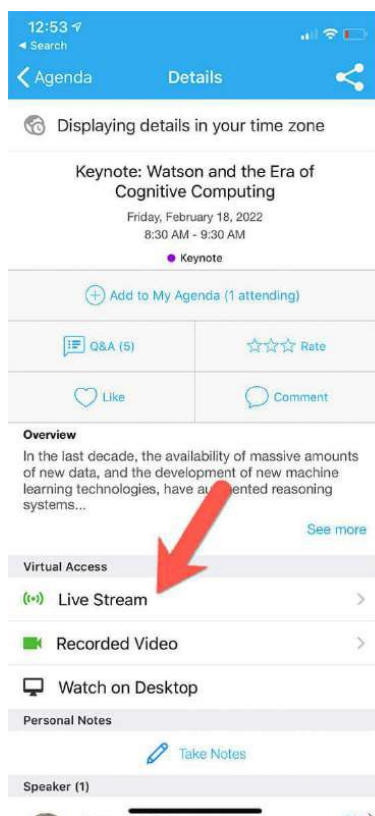 12:53
Search
Agenda
Details
Displaying details in your time zone
Keynote: Watson and the Era of
Cognitive Computing
Friday, February 18, 2022
8:30 AM - 9:30 AM
Keynote
Add to My Agenda (1 attending)
Q&A (5)
Rate
Like
Comment
Overview
In the last decade, the availability of massive amounts
of new data, and the development of new machine
learning technologies, have augmented reasoning
systems...
See more
Virtual Access
Live Stream
Recorded Video
Watch on Desktop
Personal Notes
Take Notes
Speaker (1)